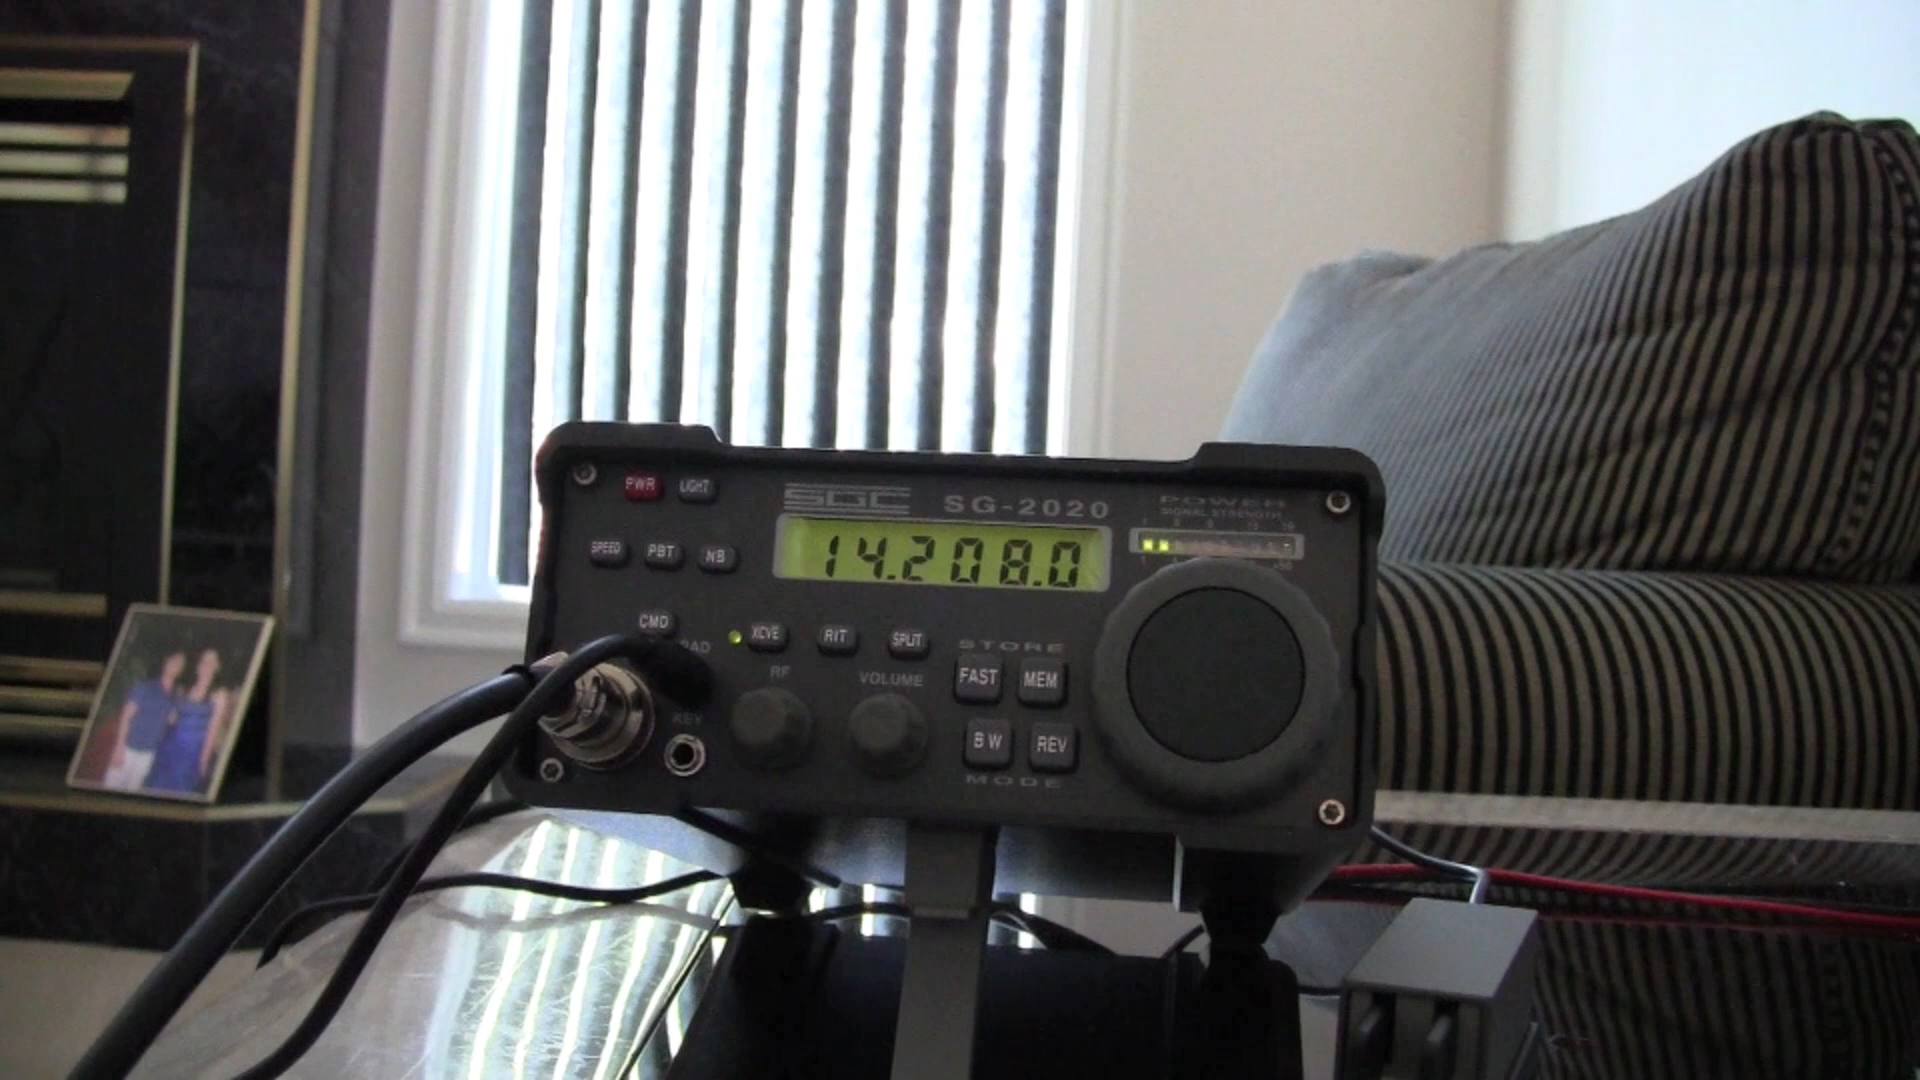 PWR LIGHT
SGC SG-2020
POWER
SIGNAL STRENGTH
SPEED PBT NB
14.208.0
CMD
XCVE RIT SPLIT
STORE
RF
VOLUME
FAST MEM
KEY
BW REV
MODE